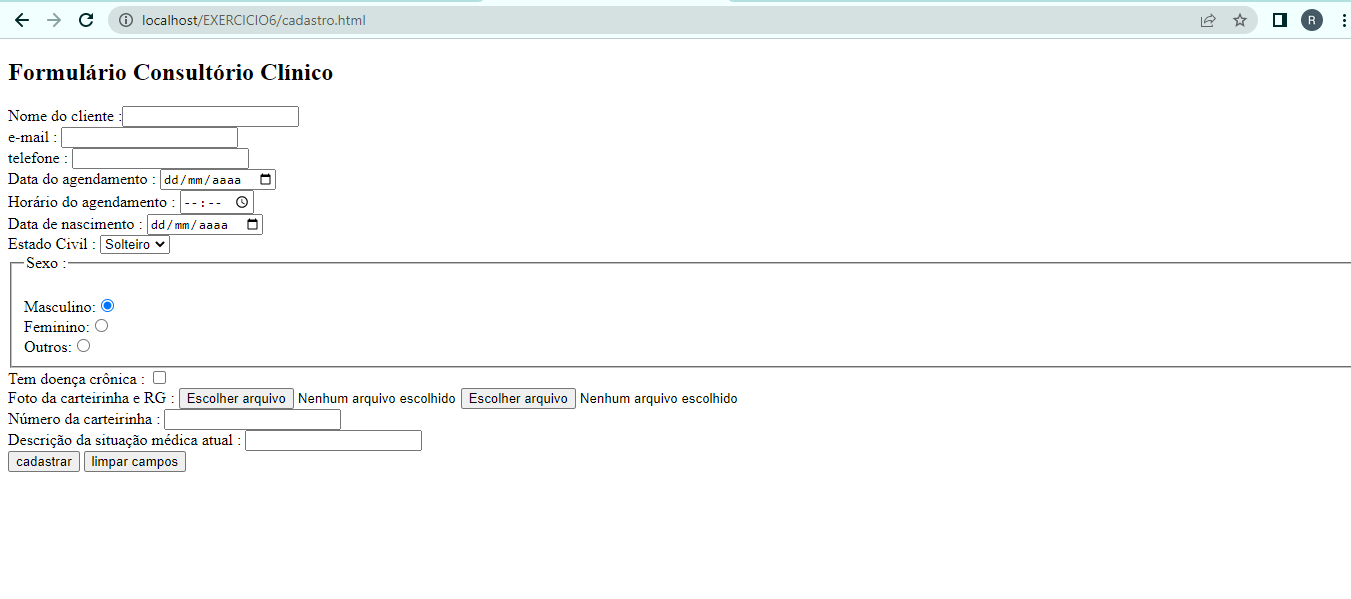 localhost/EXERCICIO6/cadastro.html
R
Formulário Consultório Clínico
Nome do cliente :
e-mail :
telefone :
Data do agendamento : dd/mm/aaaa
Horário do agendamento : --:--
Data de nascimento : dd/mm/aaaa
Estado Civil : Solteiro
Sexo :
Masculino:
Feminino:
Outros:
Tem doença crônica :
Foto da carteirinha e RG : Escolher arquivo Nenhum arquivo escolhido Escolher arquivo Nenhum arquivo escolhido
Número da carteirinha :
Descrição da situação médica atual :
cadastrar limpar campos